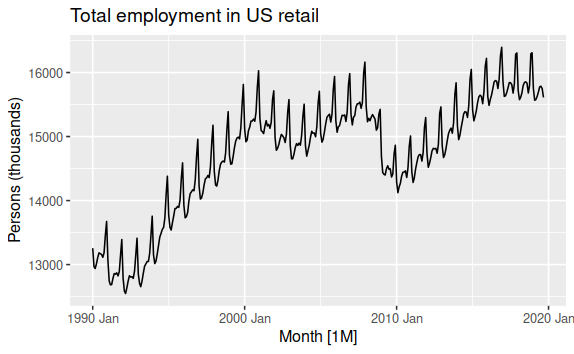 Total employment in US retail
Persons (thousands)
16000
15000
14000
13000
1990 Jan
2000 Jan
2010 Jan
2020 Jan
Month [1M]